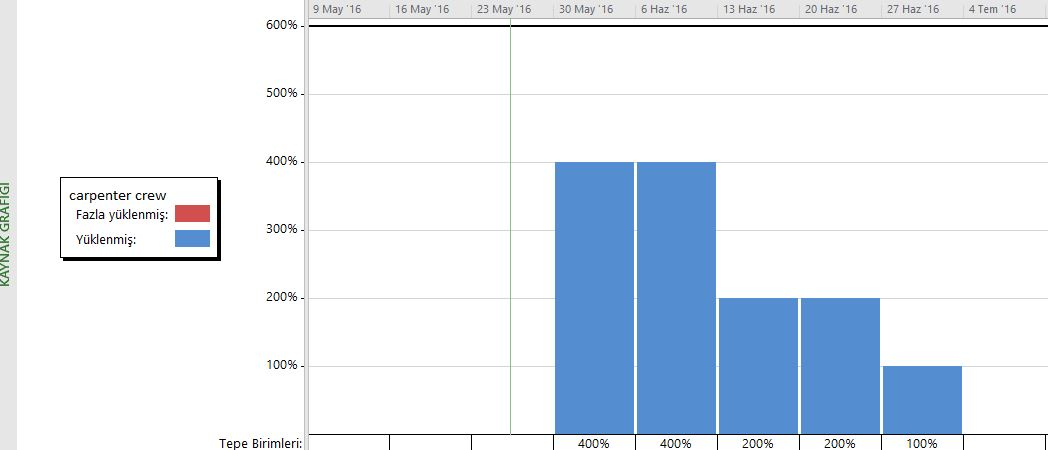 9 May '16 16 May '16 23 May '16 30 May '16 6 Haz '16 13 Haz '16 20 Haz '16 27 Haz '16 4 Tem '16
600%
500%
400%
300%
200%
100%
KAYNAK GRAFİĞİ
carpenter crew
Fazla yüklenmiş:
Yüklenmiş:
Tepe Birimleri: 400% 400% 200% 200% 100%